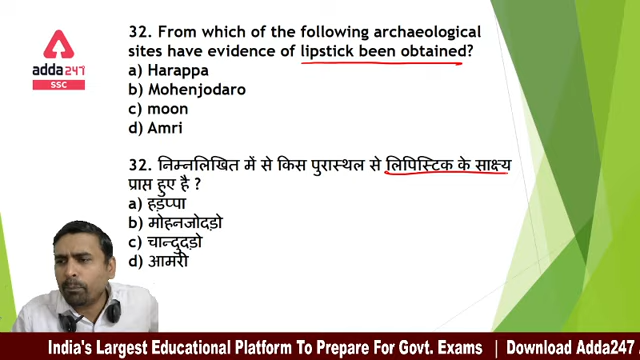 32. From which of the following archaeological
sites have evidence of lipstick been obtained?
a) Harappa
b) Mohenjodaro
c) moon
d) Amri
adda247
SSC
32. निम्नलिखित में से किस पुरास्थल से लिपिस्टिक के साक्ष्य
प्राप्त हुए है ?
a) हड़प्पा
b) मोहनजोदड़ो
c) चान्दुदड़ो
d) आमरी
India's Largest Educational Platform To Prepare For Govt. Exams | Download Adda247